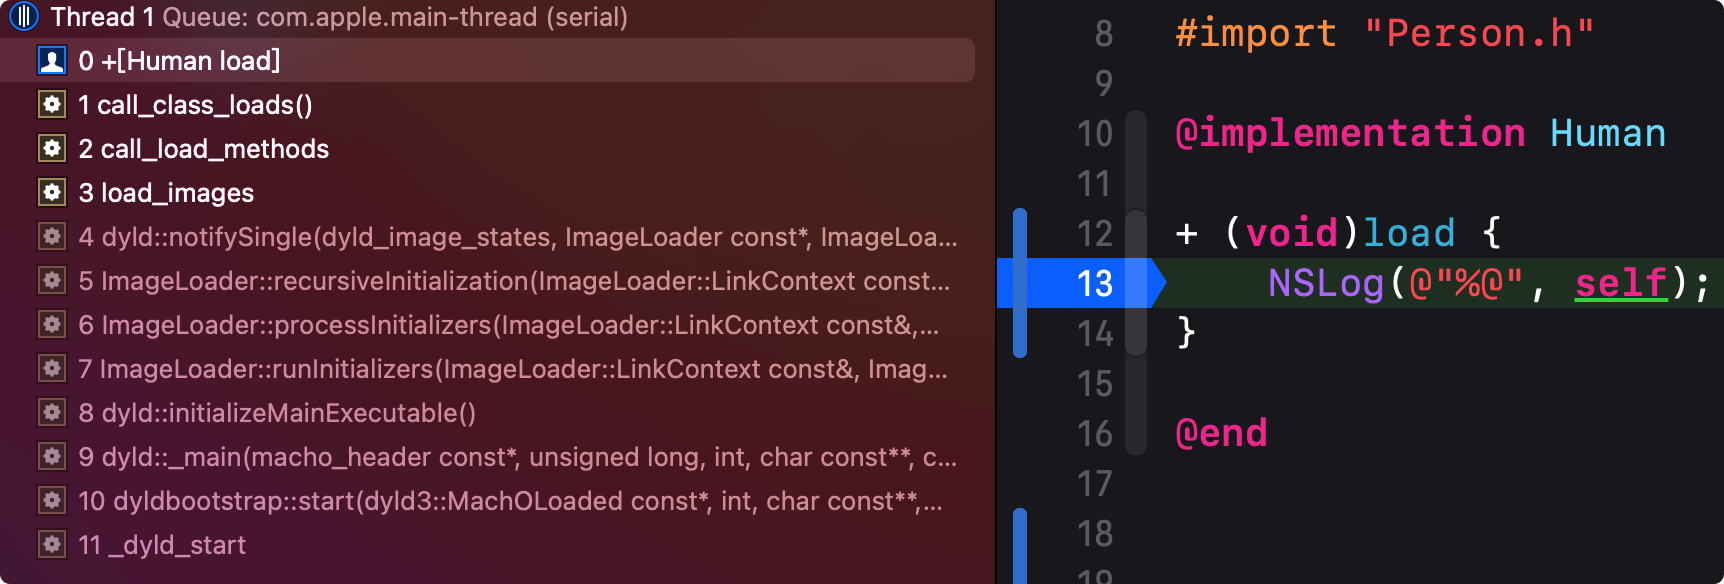 Thread 1 Queue: com.apple.main-thread (serial)
0 +[Human load]
1 call_class_loads()
2 call_load_methods
3 load_images
4 dyld::notifySingle(dyld_image_states, ImageLoader const*, ImageLoa...
5 ImageLoader::recursiveInitialization(ImageLoader::LinkContext const...
6 ImageLoader::processInitializers(ImageLoader::LinkContext const&,...
7 ImageLoader::runInitializers(ImageLoader::LinkContext const&, Imag...
8 dyld::initializeMainExecutable()
9 dyld::_main(macho_header const*, unsigned long, int, char const**, c...
10 dyldbootstrap::start(dyld3::MachOLoaded const*, int, char const**,...
11 _dyld_start
8 #import "Person.h"
9
10 @implementation Human
11
12 + (void)load {
13 NSLog(@"%@", self);
14 }
15
16 @end
17
18
19